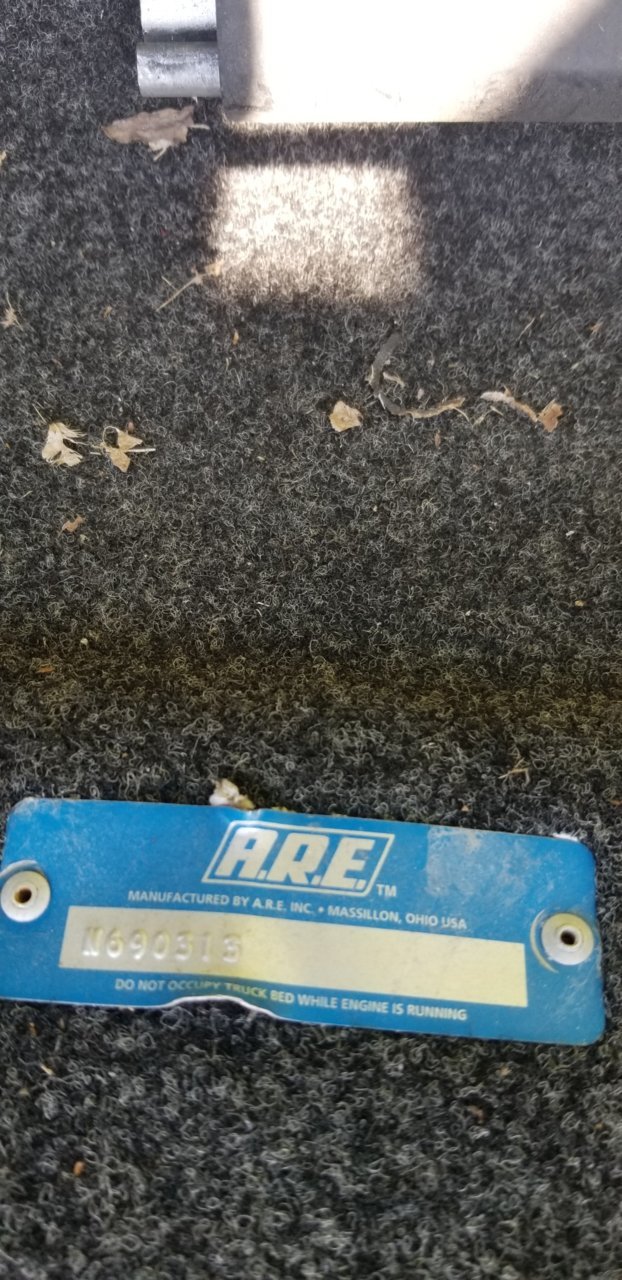 A.R.E.™
MANUFACTURED BY A.R.E. INC. • MASSILLON, OHIO USA
N690313
DO NOT OCCUPY TRUCK BED WHILE ENGINE IS RUNNING